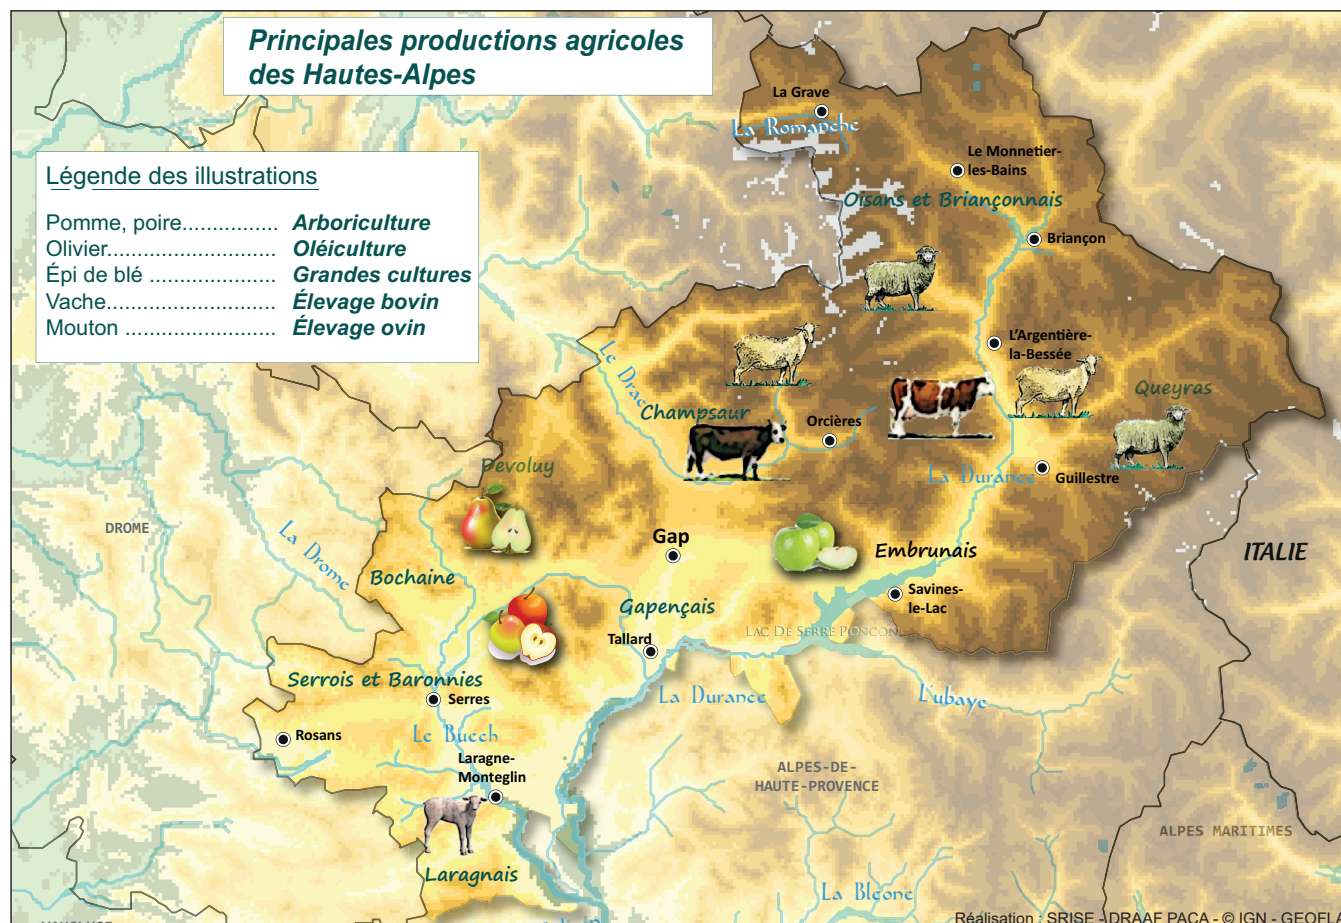 Principales productions agricoles
des Hautes-Alpes
Légende des illustrations
Pomme, poire................ Arboriculture
Olivier............................ Oléiculture
Épi de blé ..................... Grandes cultures
Vache............................ Élevage bovin
Mouton ......................... Élevage ovin
La Grave
La Romanche
Le Monnetier-
les-Bains
Oisans et Briançonnais
Briançon
L'Argentière-
la-Bessée
Le Drac
Champsaur
Orcières
Queyras
Devoluy
La Durance
Guillestre
DROME
La Drome
Gap
Embrunais
ITALIE
Bochaine
Savines-
le-Lac
Gapençais
Tallard
LAC DE SERRE PONCON
Serrois et Baronnies
Serres
La Durance
L'ubaye
Rosans
Le Buech
Laragne-
Monteglin
ALPES-DE-
HAUTE-PROVENCE
ALPES MARITIMES
Laragnais
La Bleone
Réalisation : SRISE - DRAAF PACA - © IGN - GEOFLA